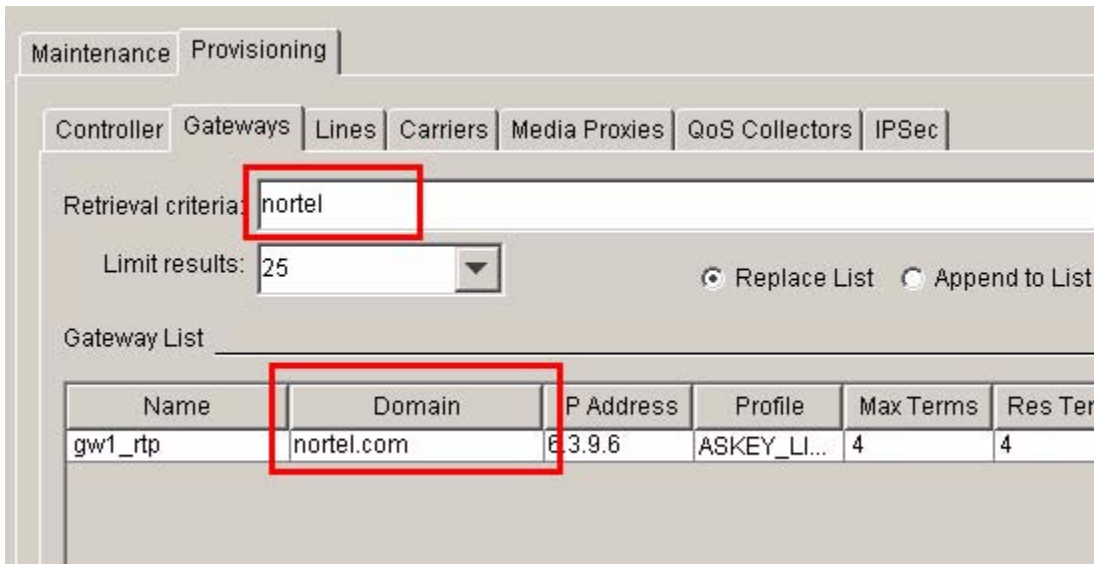 Maintenance Provisioning
Controller Gateways Lines Carriers Media Proxies QoS Collectors IPSec
Retrieval criteria: nortel
Limit results: 25 Replace List Append to List
Gateway List
Name Domain IP Address Profile Max Terms Res Ter
gw1_rtp nortel.com 6.3.9.6 ASKEY_LI... 4 4